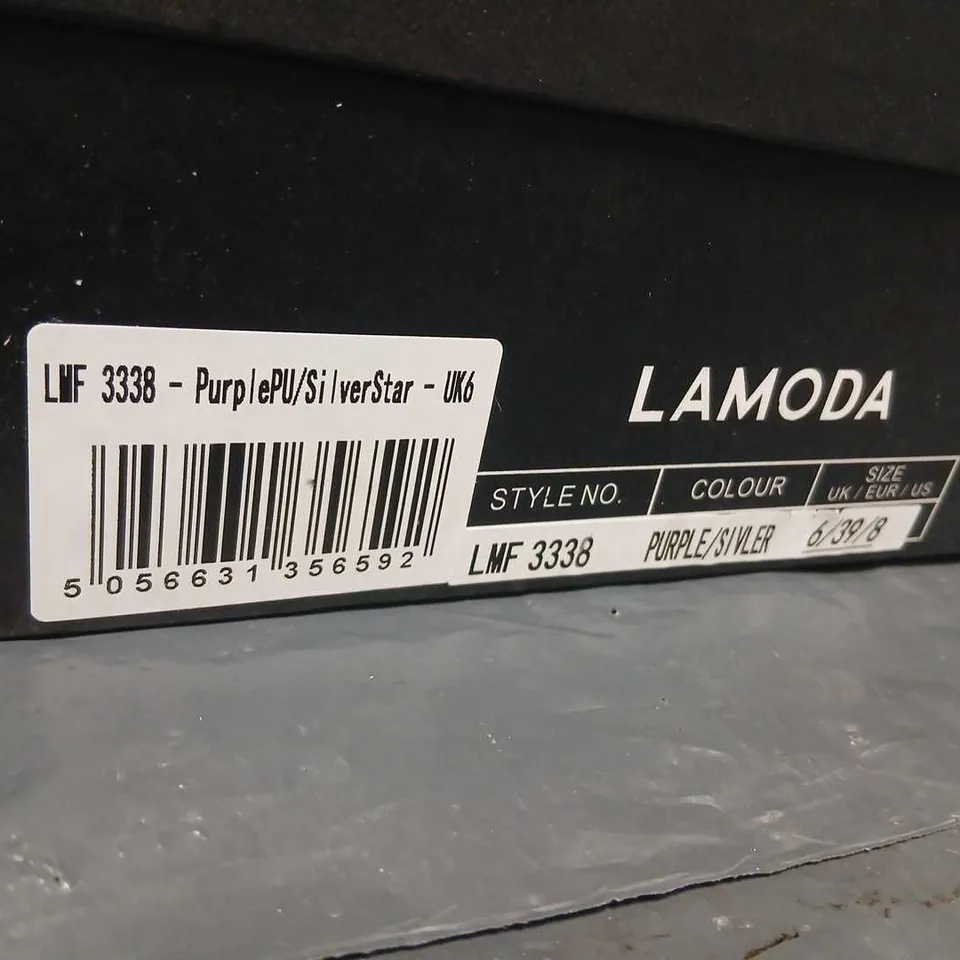 LMF 3338 - PurplePU/SilverStar - UK6
5 056631 356592
LAMODA
STYLE NO. COLOUR SIZE UK / EUR / US
LMF 3338 PURPLE/SIVLER 6/39/8